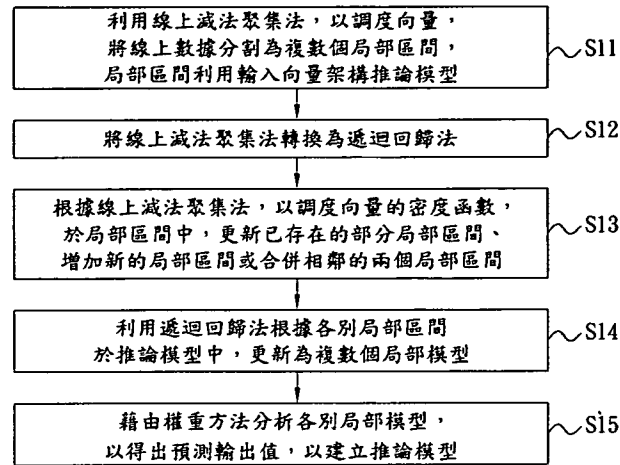 利用線上減法聚集法，以調度向量，
將線上數據分割為複數個局部區間，
局部區間利用輸入向量架構推論模型
S11
將線上減法聚集法轉換為遞迴回歸法
S12
根據線上減法聚集法，以調度向量的密度函數，
於局部區間中，更新已存在的部分局部區間、
增加新的局部區間或合併相鄰的兩個局部區間
S13
利用遞迴回歸法根據各別局部區間
於推論模型中，更新為複數個局部模型
S14
藉由權重方法分析各別局部模型，
以得出預測輸出值，以建立推論模型
S15